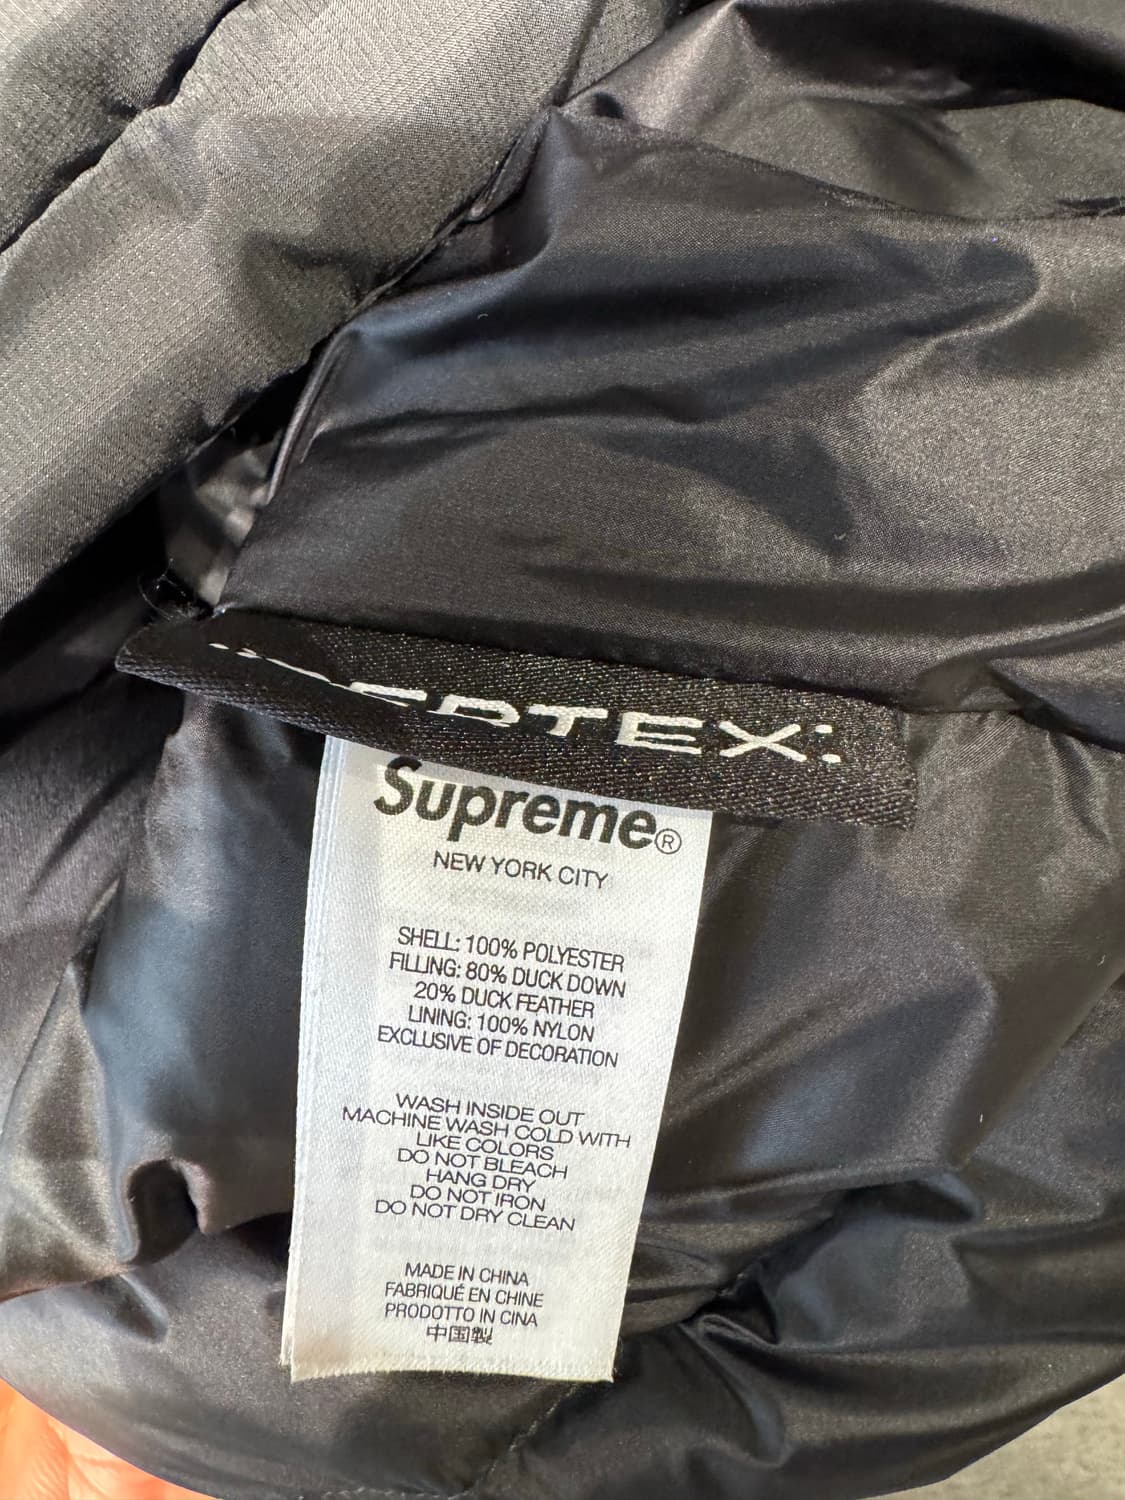 PERTEX:
Supreme®
NEW YORK CITY
SHELL: 100% POLYESTER
FILLING: 80% DUCK DOWN
20% DUCK FEATHER
LINING: 100% NYLON
EXCLUSIVE OF DECORATION
WASH INSIDE OUT
MACHINE WASH COLD WITH
LIKE COLORS
DO NOT BLEACH
HANG DRY
DO NOT IRON
DO NOT DRY CLEAN
MADE IN CHINA
FABRIQUÉ EN CHINE
PRODOTTO IN CINA
中国製